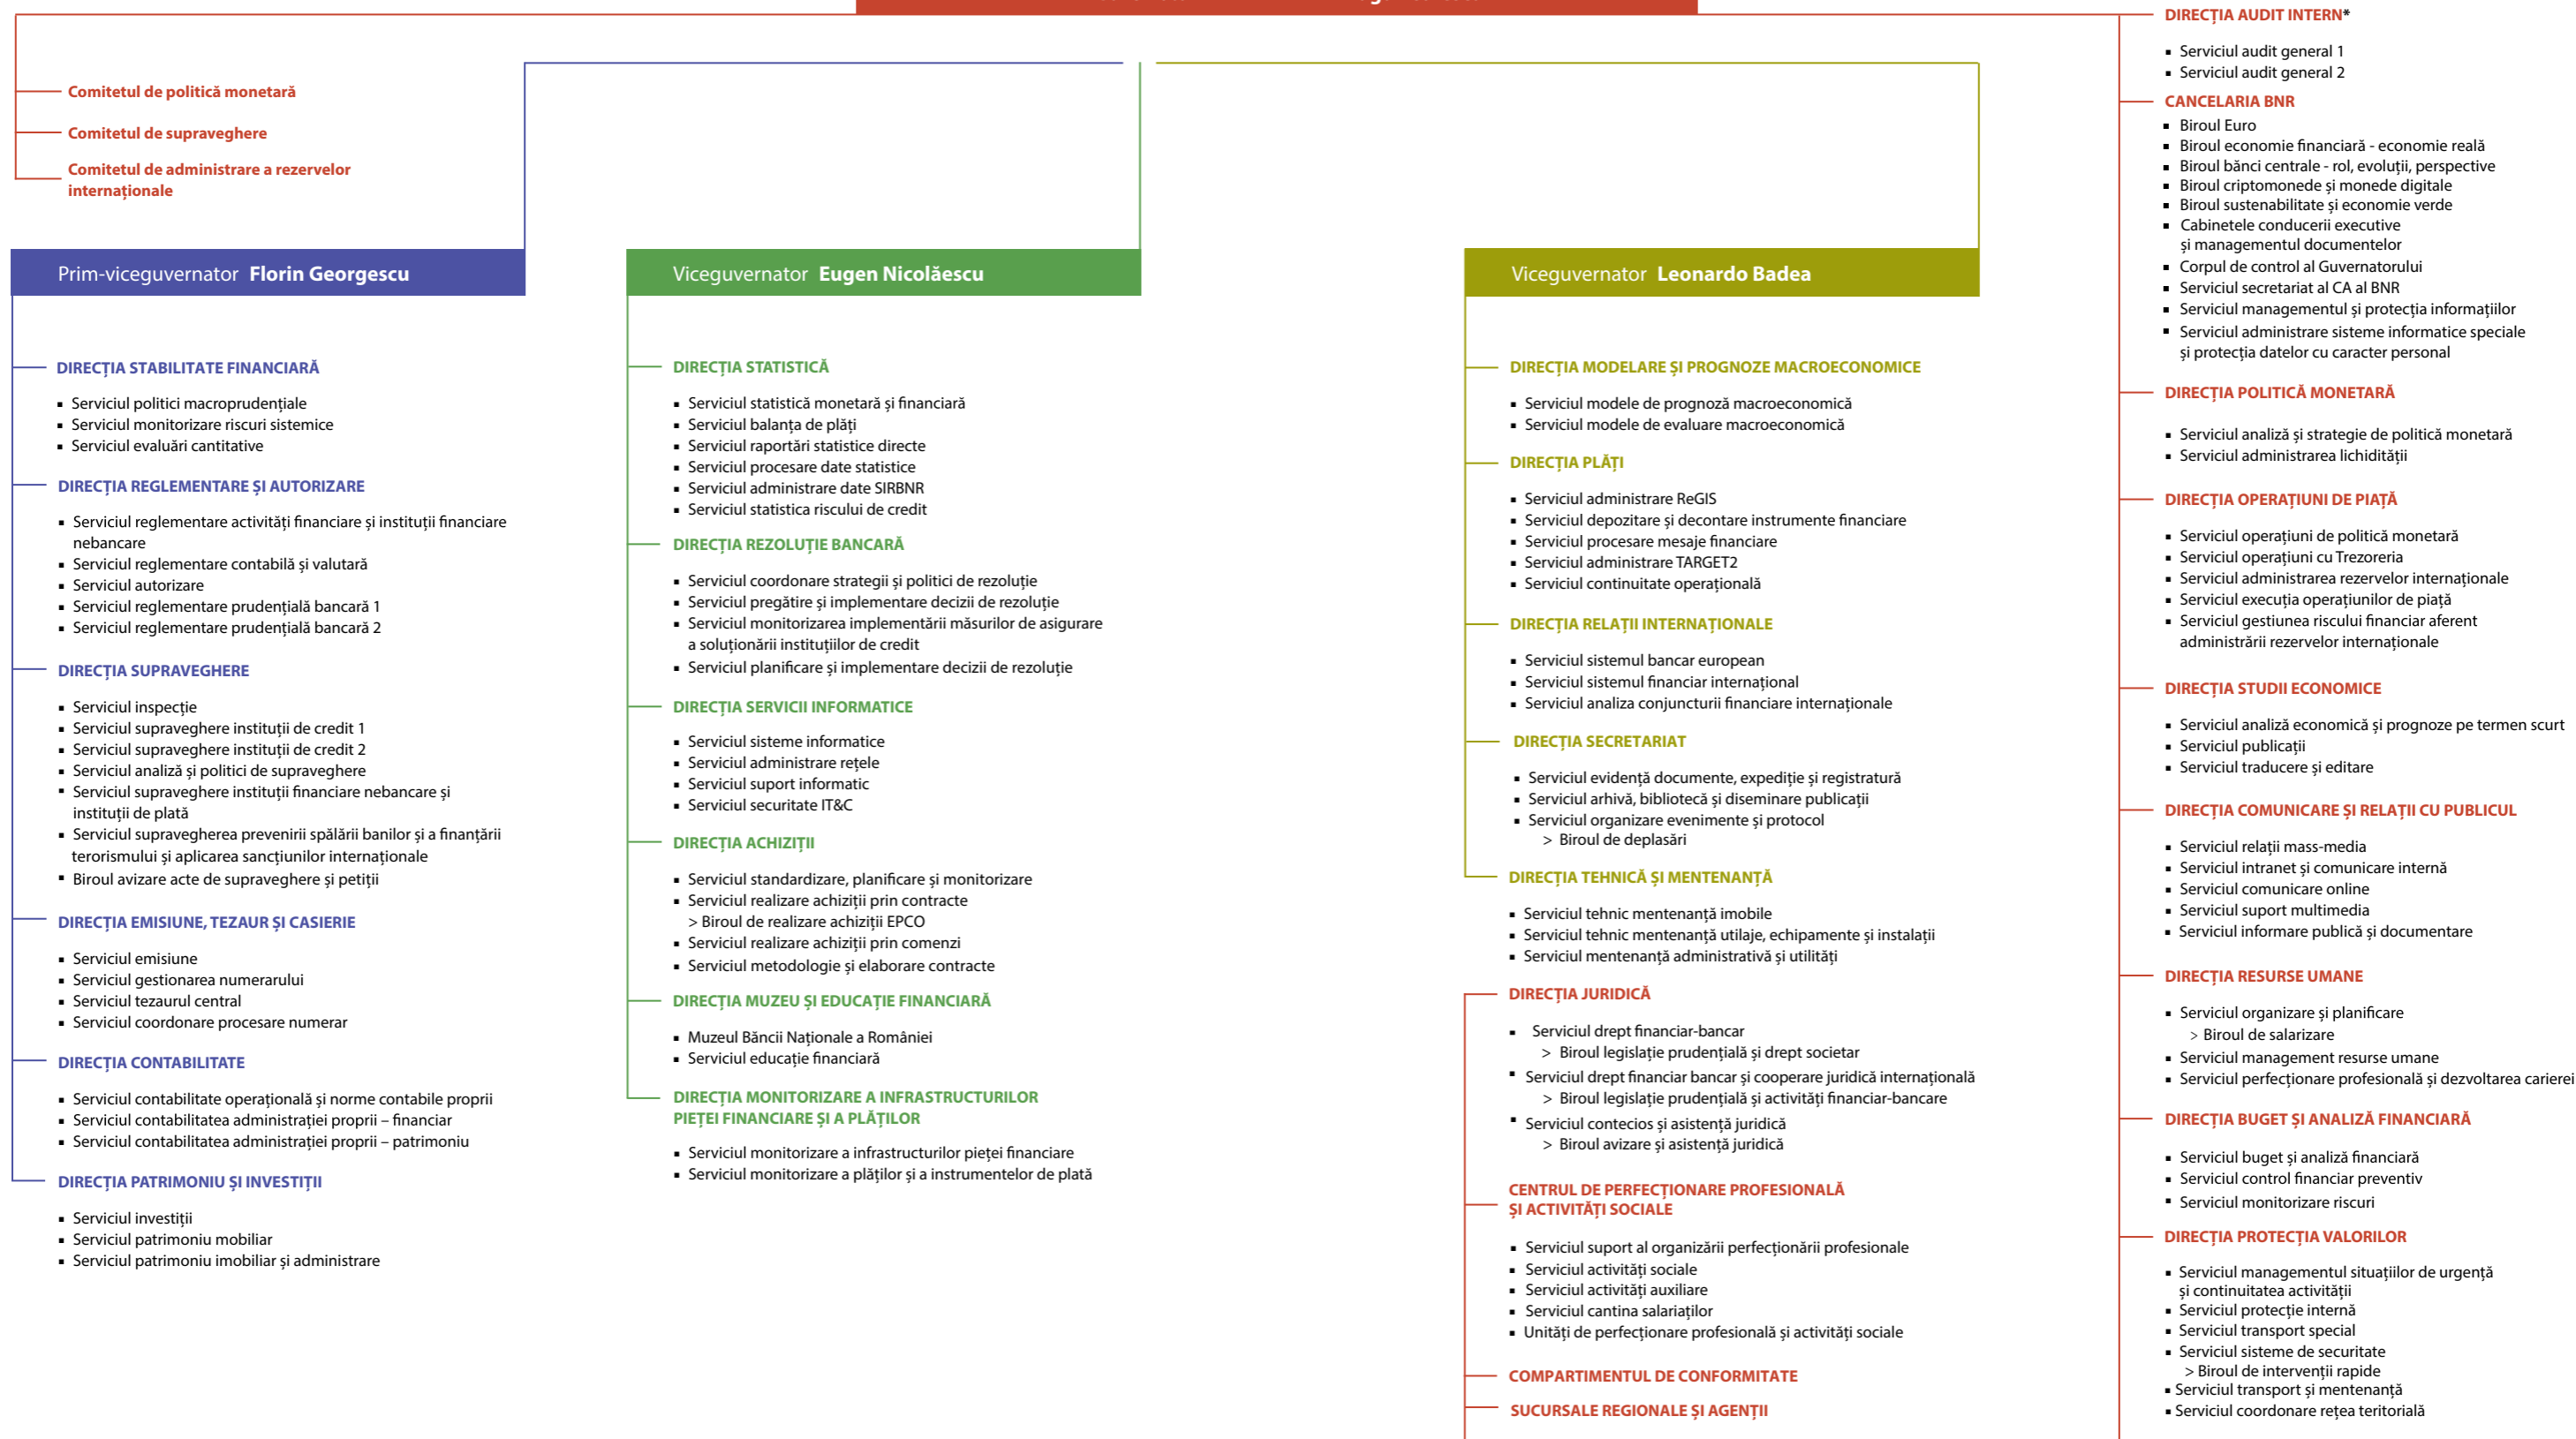 Comitetul de politică monetară
Comitetul de supraveghere
Comitetul de administrare a rezervelor
internaționale
Prim-viceguvernator Florin Georgescu
DIRECȚIA STABILITATE FINANCIARĂ
▪ Serviciul politici macroprudențiale
▪ Serviciul monitorizare riscuri sistemice
▪ Serviciul evaluări cantitative
DIRECȚIA REGLEMENTARE ȘI AUTORIZARE
▪ Serviciul reglementare activități financiare și instituții financiare
nebancare
▪ Serviciul reglementare contabilă și valutară
▪ Serviciul autorizare
▪ Serviciul reglementare prudențială bancară 1
▪ Serviciul reglementare prudențială bancară 2
DIRECȚIA SUPRAVEGHERE
▪ Serviciul inspecție
▪ Serviciul supraveghere instituții de credit 1
▪ Serviciul supraveghere instituții de credit 2
▪ Serviciul analiză și politici de supraveghere
▪ Serviciul supraveghere instituții financiare nebancare și
instituții de plată
▪ Serviciul supravegherea prevenirii spălării banilor și a finanțării
terorismului și aplicarea sancțiunilor internaționale
▪ Biroul avizare acte de supraveghere și petiții
DIRECȚIA EMISIUNE, TEZAUR ȘI CASIERIE
▪ Serviciul emisiune
▪ Serviciul gestionarea numerarului
▪ Serviciul tezaurul central
▪ Serviciul coordonare procesare numerar
DIRECȚIA CONTABILITATE
▪ Serviciul contabilitate operațională și norme contabile proprii
▪ Serviciul contabilitatea administrației proprii – financiar
▪ Serviciul contabilitatea administrației proprii – patrimoniu
DIRECȚIA PATRIMONIU ȘI INVESTIȚII
▪ Serviciul investiții
▪ Serviciul patrimoniu mobiliar
▪ Serviciul patrimoniu imobiliar și administrare
Viceguvernator Eugen Nicolăescu
DIRECȚIA STATISTICĂ
▪ Serviciul statistică monetară și financiară
▪ Serviciul balanța de plăți
▪ Serviciul raportări statistice directe
▪ Serviciul procesare date statistice
▪ Serviciul administrare date SIRBNR
▪ Serviciul statistica riscului de credit
DIRECȚIA REZOLUȚIE BANCARĂ
▪ Serviciul coordonare strategii și politici de rezoluție
▪ Serviciul pregătire și implementare decizii de rezoluție
▪ Serviciul monitorizarea implementării măsurilor de asigurare
a soluționării instituțiilor de credit
▪ Serviciul planificare și implementare decizii de rezoluție
DIRECȚIA SERVICII INFORMATICE
▪ Serviciul sisteme informatice
▪ Serviciul administrare rețele
▪ Serviciul suport informatic
▪ Serviciul securitate IT&C
DIRECȚIA ACHIZIȚII
▪ Serviciul standardizare, planificare și monitorizare
▪ Serviciul realizare achiziții prin contracte
> Biroul de realizare achiziții EPCO
▪ Serviciul realizare achiziții prin comenzi
▪ Serviciul metodologie și elaborare contracte
DIRECȚIA MUZEU ȘI EDUCAȚIE FINANCIARĂ
▪ Muzeul Băncii Naționale a României
▪ Serviciul educație financiară
DIRECȚIA MONITORIZARE A INFRASTRUCTURILOR
PIEȚEI FINANCIARE ȘI A PLĂȚILOR
▪ Serviciul monitorizare a infrastructurilor pieței financiare
▪ Serviciul monitorizare a plăților și a instrumentelor de plată
Viceguvernator Leonardo Badea
DIRECȚIA MODELARE ȘI PROGNOZE MACROECONOMICE
▪ Serviciul modele de prognoză macroeconomică
▪ Serviciul modele de evaluare macroeconomică
DIRECȚIA PLĂȚI
▪ Serviciul administrare ReGIS
▪ Serviciul depozitare și decontare instrumente financiare
▪ Serviciul procesare mesaje financiare
▪ Serviciul administrare TARGET2
▪ Serviciul continuitate operațională
DIRECȚIA RELAȚII INTERNAȚIONALE
▪ Serviciul sistemul bancar european
▪ Serviciul sistemul financiar internațional
▪ Serviciul analiza conjuncturii financiare internaționale
DIRECȚIA SECRETARIAT
▪ Serviciul evidență documente, expediție și registratură
▪ Serviciul arhivă, bibliotecă și diseminare publicații
▪ Serviciul organizare evenimente și protocol
> Biroul de deplasări
DIRECȚIA TEHNICĂ ȘI MENTENANȚĂ
▪ Serviciul tehnic mentenanță imobile
▪ Serviciul tehnic mentenanță utilaje, echipamente și instalații
▪ Serviciul mentenanță administrativă și utilități
DIRECȚIA JURIDICĂ
▪ Serviciul drept financiar-bancar
> Biroul legislație prudențială și drept societar
▪ Serviciul drept financiar bancar și cooperare juridică internațională
> Biroul legislație prudențială și activități financiar-bancare
▪ Serviciul contecios și asistență juridică
> Biroul avizare și asistență juridică
CENTRUL DE PERFECȚIONARE PROFESIONALĂ
ȘI ACTIVITĂȚI SOCIALE
▪ Serviciul suport al organizării perfecționării profesionale
▪ Serviciul activități sociale
▪ Serviciul activități auxiliare
▪ Serviciul cantina salariaților
▪ Unități de perfecționare profesională și activități sociale
COMPARTIMENTUL DE CONFORMITATE
SUCURSALE REGIONALE ȘI AGENȚII
DIRECȚIA AUDIT INTERN*
▪ Serviciul audit general 1
▪ Serviciul audit general 2
CANCELARIA BNR
▪ Biroul Euro
▪ Biroul economie financiară - economie reală
▪ Biroul bănci centrale - rol, evoluții, perspective
▪ Biroul criptomonede și monede digitale
▪ Biroul sustenabilitate și economie verde
▪ Cabinetele conducerii executive
și managementul documentelor
▪ Corpul de control al Guvernatorului
▪ Serviciul secretariat al CA al BNR
▪ Serviciul managementul și protecția informațiilor
▪ Serviciul administrare sisteme informatice speciale
și protecția datelor cu caracter personal
DIRECȚIA POLITICĂ MONETARĂ
▪ Serviciul analiză și strategie de politică monetară
▪ Serviciul administrarea lichidității
DIRECȚIA OPERAȚIUNI DE PIAȚĂ
▪ Serviciul operațiuni de politică monetară
▪ Serviciul operațiuni cu Trezoreria
▪ Serviciul administrarea rezervelor internaționale
▪ Serviciul execuția operațiunilor de piață
▪ Serviciul gestiunea riscului financiar aferent
administrării rezervelor internaționale
DIRECȚIA STUDII ECONOMICE
▪ Serviciul analiză economică și prognoze pe termen scurt
▪ Serviciul publicații
▪ Serviciul traducere și editare
DIRECȚIA COMUNICARE ȘI RELAȚII CU PUBLICUL
▪ Serviciul relații mass-media
▪ Serviciul intranet și comunicare internă
▪ Serviciul comunicare online
▪ Serviciul suport multimedia
▪ Serviciul informare publică și documentare
DIRECȚIA RESURSE UMANE
▪ Serviciul organizare și planificare
> Biroul de salarizare
▪ Serviciul management resurse umane
▪ Serviciul perfecționare profesională și dezvoltarea carierei
DIRECȚIA BUGET ȘI ANALIZĂ FINANCIARĂ
▪ Serviciul buget și analiză financiară
▪ Serviciul control financiar preventiv
▪ Serviciul monitorizare riscuri
DIRECȚIA PROTECȚIA VALORILOR
▪ Serviciul managementul situațiilor de urgență
și continuitatea activității
▪ Serviciul protecție internă
▪ Serviciul transport special
▪ Serviciul sisteme de securitate
> Biroul de intervenții rapide
▪ Serviciul transport și mentenanță
▪ Serviciul coordonare rețea teritorială